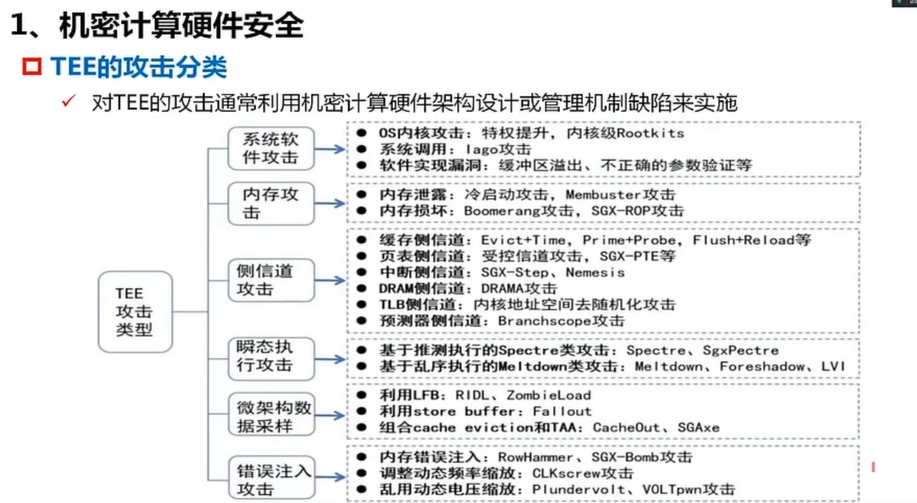 1、机密计算硬件安全
TEE的攻击分类
对TEE的攻击通常利用机密计算硬件架构设计或管理机制缺陷来实施
TEE
攻击
类型
系统软
件攻击
OS内核攻击：特权提升，内核级Rootkits
系统调用：lago攻击
软件实现漏洞：缓冲区溢出、不正确的参数验证等
内存攻
击
内存泄露：冷启动攻击，Membuster攻击
内存损坏：Boomerang攻击，SGX-ROP攻击
侧信道
攻击
缓存侧信道：Evict+Time，Prime+Probe，Flush+Reload等
页表侧信道：受控信道攻击，SGX-PTE等
中断侧信道：SGX-Step、Nemesis
DRAM侧信道：DRAMA攻击
TLB侧信道：内核地址空间去随机化攻击
预测器侧信道：Branchscope攻击
瞬态执
行攻击
基于推测执行的Spectre类攻击：Spectre、SgxPectre
基于乱序执行的Meltdown类攻击：Meltdown、Foreshadow、LVI
微架构数
据采样
利用LFB：RIDL、ZombieLoad
利用store buffer：Fallout
组合cache eviction和TAA：CacheOut、SGAxe
错误注入
攻击
内存错误注入：RowHammer、SGX-Bomb攻击
调整动态频率缩放：CLKscrew攻击
乱用动态电压缩放：Plundervolt、VOLTpwn攻击